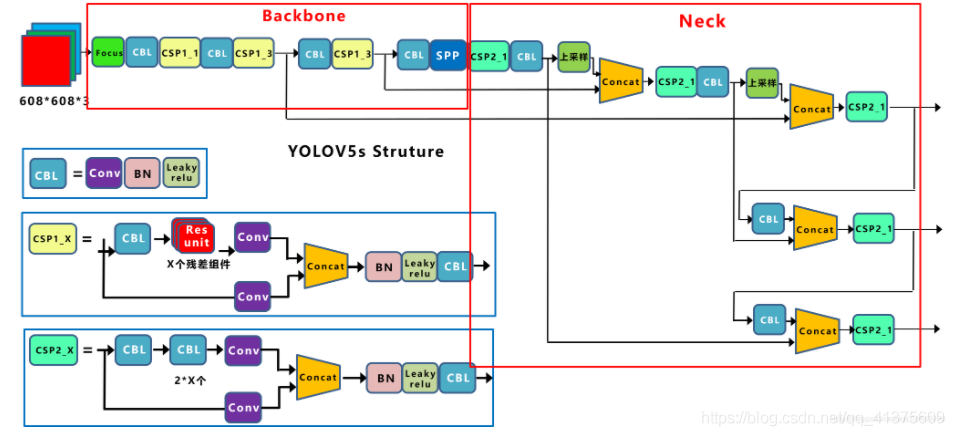 Backbone
Neck
Focus CBL CSP1_1 CBL CSP1_3 CBL CSP1_3 CBL SPP CSP2_1 CBL 上采样
Concat CSP2_1 CBL 上采样
Concat CSP2_1
608*608*3
YOLOV5s Struture
CBL = Conv BN Leaky relu
CBL Concat CSP2_1
CSP1_X = CBL Res unit Conv
X个残差组件
Concat BN Leaky relu CBL
Conv
CBL Concat CSP2_1
CSP2_X = CBL CBL Conv
2*X个
Concat BN Leaky relu CBL
Conv
https://blog.csdn.net/qq_41375609